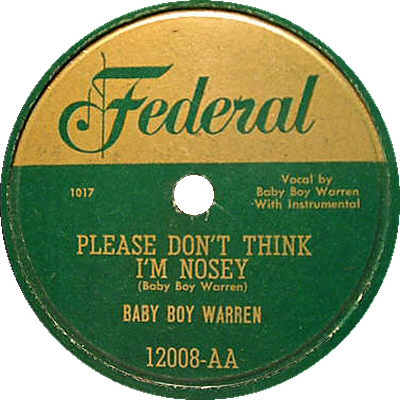 Federal
1017
Vocal by
Baby Boy Warren
With Instrumental
PLEASE DON'T THINK
I'M NOSEY
(Baby Boy Warren)
BABY BOY WARREN
12008-AA